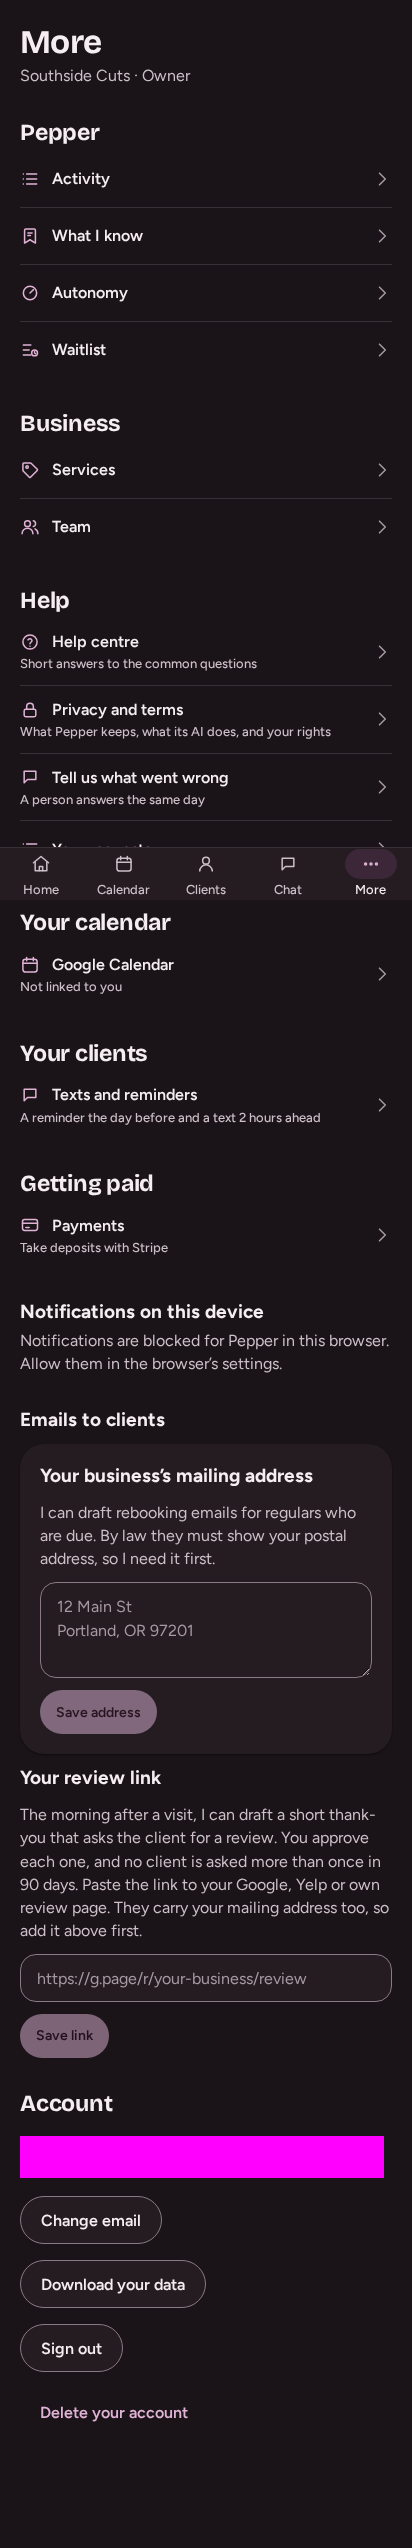 More
Southside Cuts · Owner
Pepper
Activity
What I know
Autonomy
Waitlist
Business
Services
Team
Help
Help centre
Short answers to the common questions
Privacy and terms
What Pepper keeps, what its AI does, and your rights
Tell us what went wrong
A person answers the same day
Home
Calendar
Clients
Chat
More
Your calendar
Google Calendar
Not linked to you
Your clients
Texts and reminders
A reminder the day before and a text 2 hours ahead
Getting paid
Payments
Take deposits with Stripe
Notifications on this device
Notifications are blocked for Pepper in this browser.
Allow them in the browser’s settings.
Emails to clients
Your business’s mailing address
I can draft rebooking emails for regulars who
are due. By law they must show your postal
address, so I need it first.
12 Main St
Portland, OR 97201
Save address
Your review link
The morning after a visit, I can draft a short thank-
you that asks the client for a review. You approve
each one, and no client is asked more than once in
90 days. Paste the link to your Google, Yelp or own
review page. They carry your mailing address too, so
add it above first.
https://g.page/r/your-business/review
Save link
Account
Change email
Download your data
Sign out
Delete your account